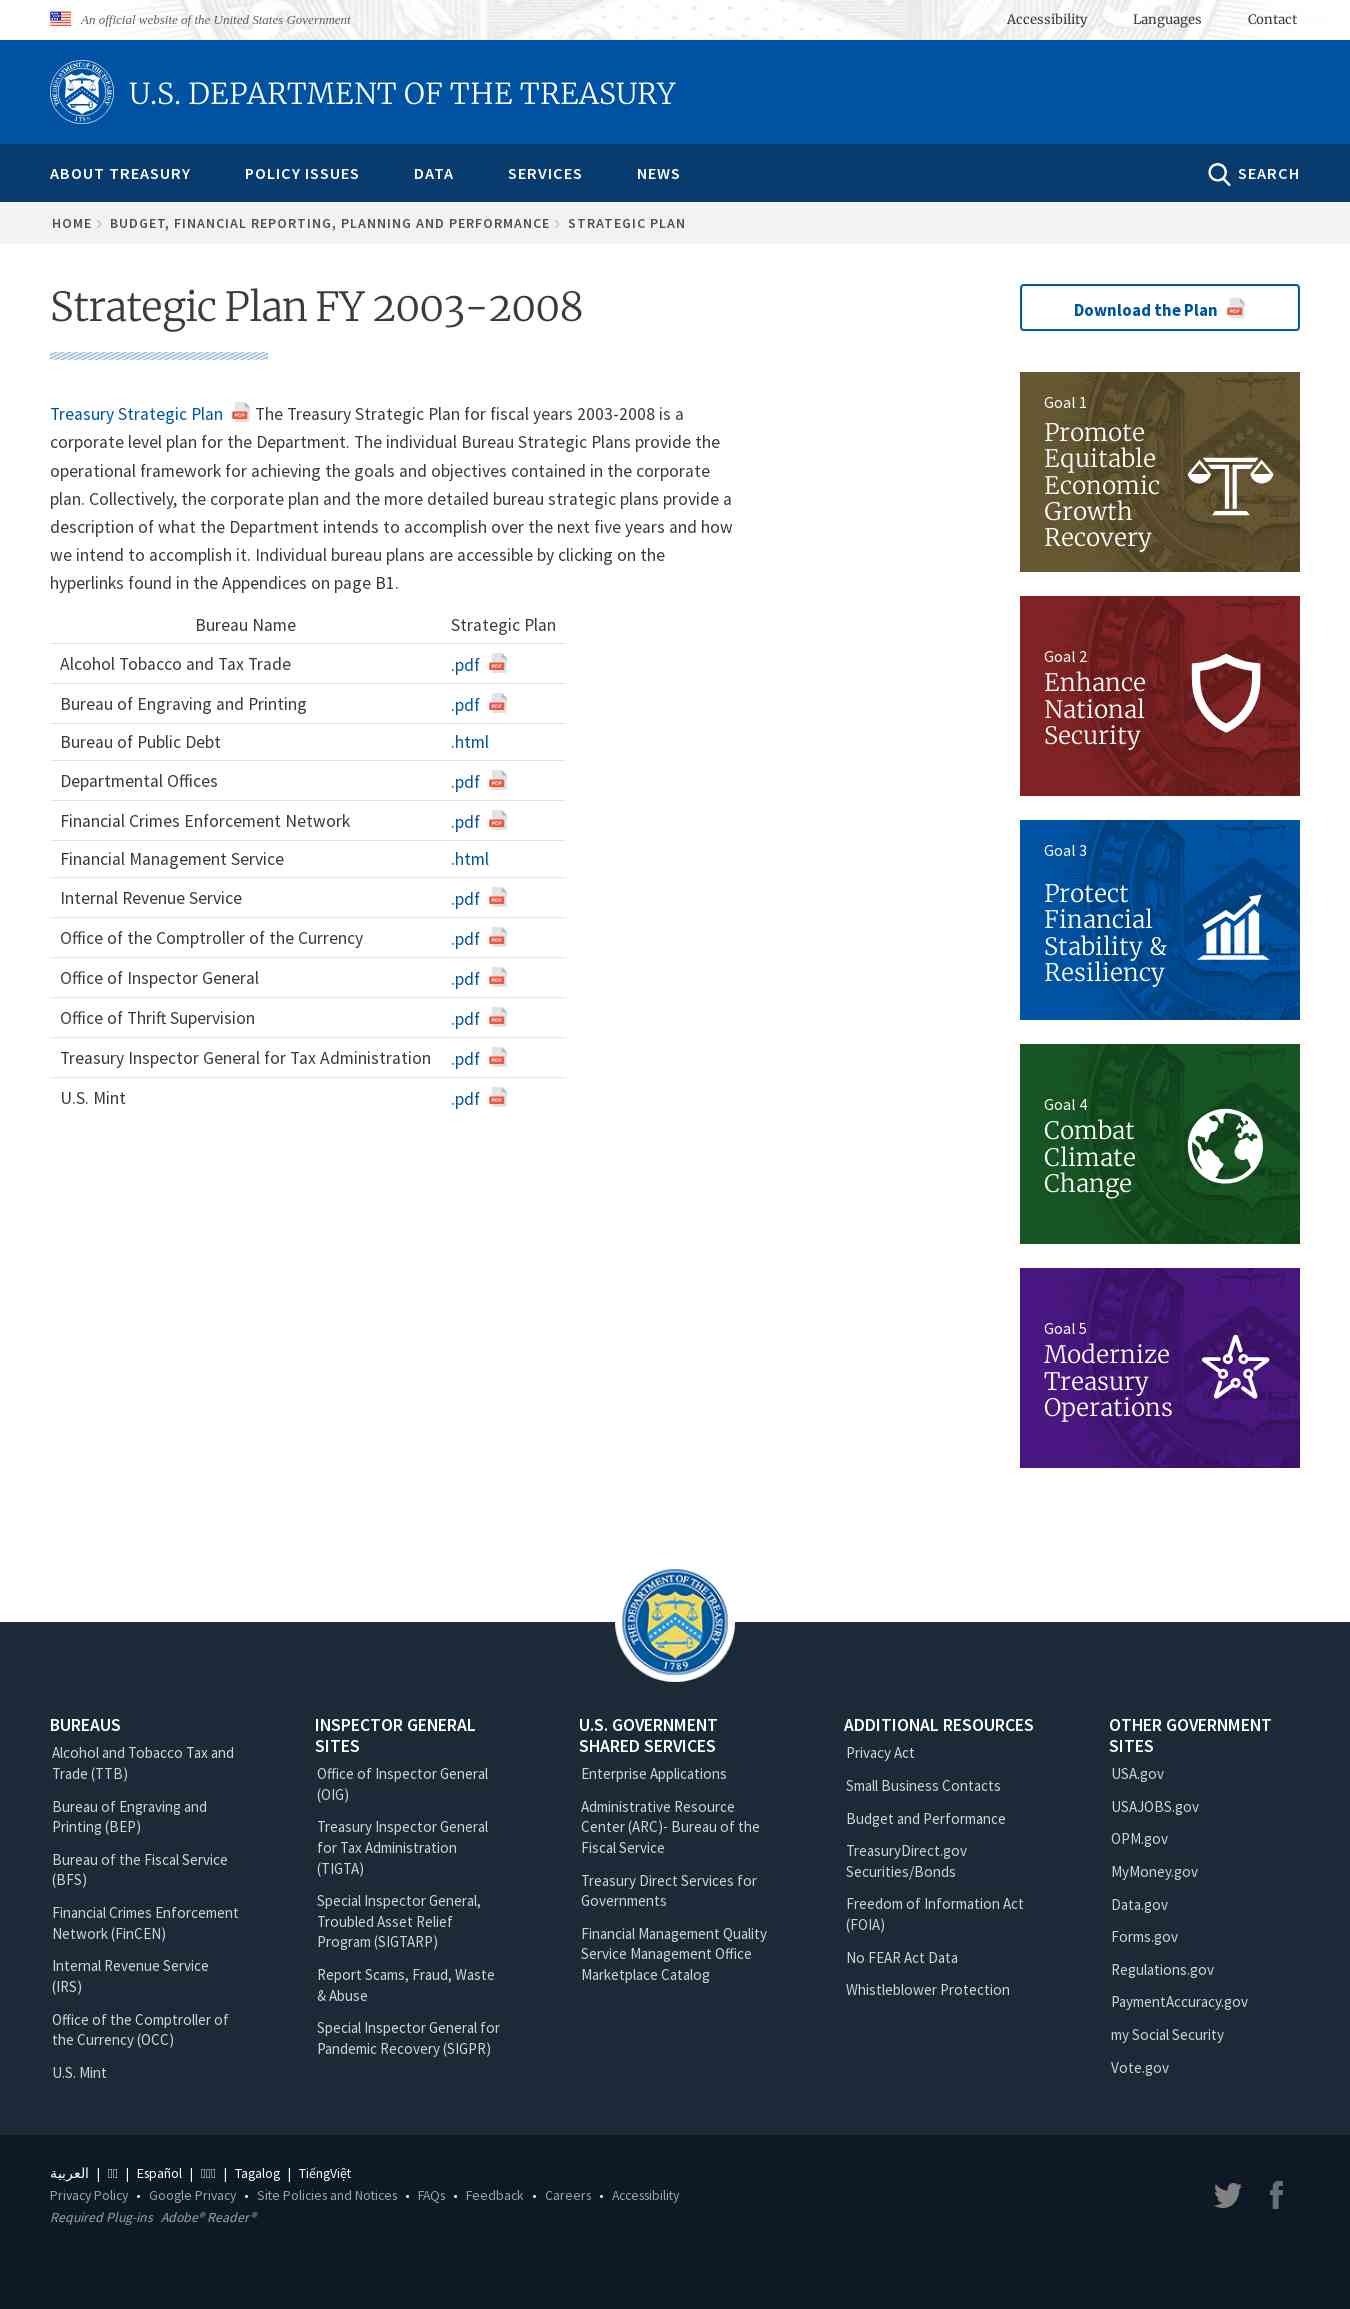 An official website of the United States Government
Accessibility Languages Contact
U.S. DEPARTMENT OF THE TREASURY
ABOUT TREASURY POLICY ISSUES DATA SERVICES NEWS SEARCH
HOME BUDGET, FINANCIAL REPORTING, PLANNING AND PERFORMANCE STRATEGIC PLAN
Strategic Plan FY 2003-2008
Treasury Strategic Plan The Treasury Strategic Plan for fiscal years 2003-2008 is a
corporate level plan for the Department. The individual Bureau Strategic Plans provide the
operational framework for achieving the goals and objectives contained in the corporate
plan. Collectively, the corporate plan and the more detailed bureau strategic plans provide a
description of what the Department intends to accomplish over the next five years and how
we intend to accomplish it. Individual bureau plans are accessible by clicking on the
hyperlinks found in the Appendices on page B1.
Bureau Name Strategic Plan
Alcohol Tobacco and Tax Trade .pdf
Bureau of Engraving and Printing .pdf
Bureau of Public Debt .html
Departmental Offices .pdf
Financial Crimes Enforcement Network .pdf
Financial Management Service .html
Internal Revenue Service .pdf
Office of the Comptroller of the Currency .pdf
Office of Inspector General .pdf
Office of Thrift Supervision .pdf
Treasury Inspector General for Tax Administration .pdf
U.S. Mint .pdf
Download the Plan
Goal 1
Promote
Equitable
Economic
Growth
Recovery
Goal 2
Enhance
National
Security
Goal 3
Protect
Financial
Stability &
Resiliency
Goal 4
Combat
Climate
Change
Goal 5
Modernize
Treasury
Operations
THE DEPARTMENT OF THE TREASURY
1789
BUREAUS
Alcohol and Tobacco Tax and
Trade (TTB)
Bureau of Engraving and
Printing (BEP)
Bureau of the Fiscal Service
(BFS)
Financial Crimes Enforcement
Network (FinCEN)
Internal Revenue Service
(IRS)
Office of the Comptroller of
the Currency (OCC)
U.S. Mint
INSPECTOR GENERAL
SITES
Office of Inspector General
(OIG)
Treasury Inspector General
for Tax Administration
(TIGTA)
Special Inspector General,
Troubled Asset Relief
Program (SIGTARP)
Report Scams, Fraud, Waste
& Abuse
Special Inspector General for
Pandemic Recovery (SIGPR)
U.S. GOVERNMENT
SHARED SERVICES
Enterprise Applications
Administrative Resource
Center (ARC)- Bureau of the
Fiscal Service
Treasury Direct Services for
Governments
Financial Management Quality
Service Management Office
Marketplace Catalog
ADDITIONAL RESOURCES
Privacy Act
Small Business Contacts
Budget and Performance
TreasuryDirect.gov
Securities/Bonds
Freedom of Information Act
(FOIA)
No FEAR Act Data
Whistleblower Protection
OTHER GOVERNMENT
SITES
USA.gov
USAJOBS.gov
OPM.gov
MyMoney.gov
Data.gov
Forms.gov
Regulations.gov
PaymentAccuracy.gov
my Social Security
Vote.gov
العربية | | Español | | Tagalog | TiếngViệt
Privacy Policy • Google Privacy • Site Policies and Notices • FAQs • Feedback • Careers • Accessibility
Required Plug-ins Adobe® Reader®